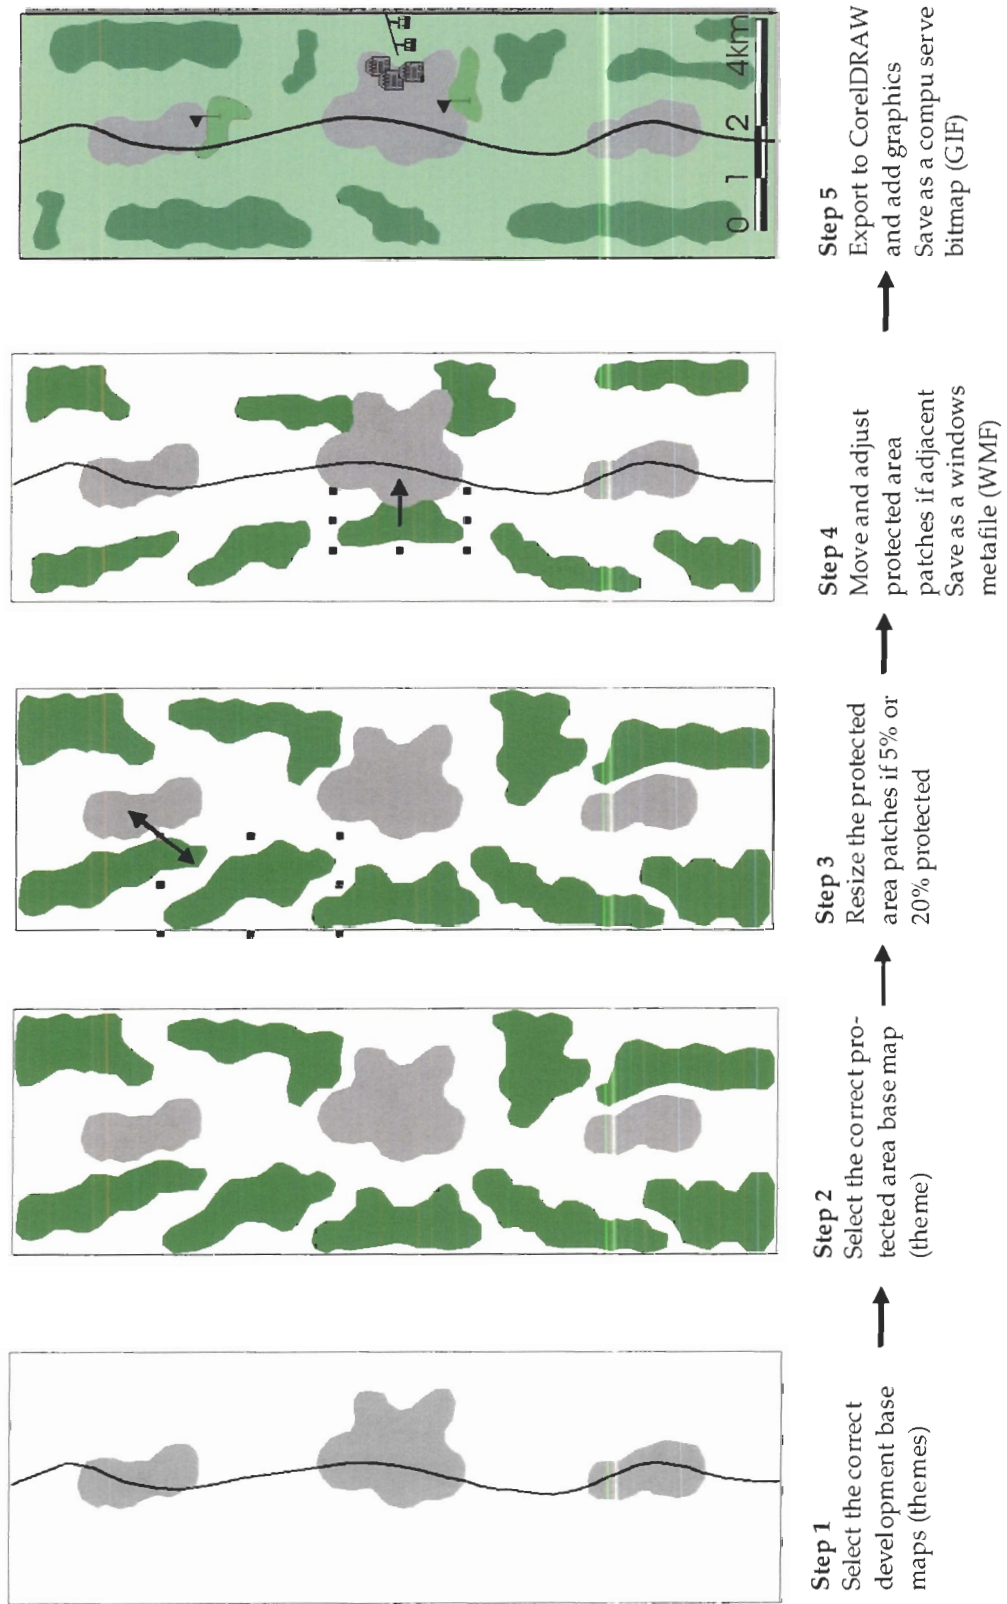 Step 1
Select the correct
development base
maps (themes)
Step 2
Select the correct pro-
tected area base map
(theme)
Step 3
Resize the protected
area patches if 5% or
20% protected
Step 4
Move and adjust
protected area
patches if adjacent
Save as a windows
metafile (WMF)
Step 5
Export to CorelDRAW
and add graphics
Save as a compu serve
bitmap (GIF)
0 1 2 4km